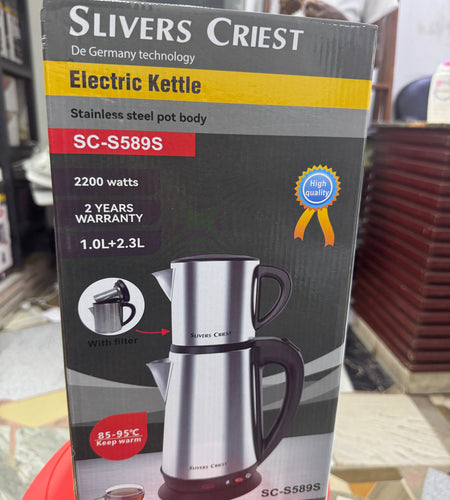 SLIVERS CRIEST
De Germany technology
Electric Kettle
Stainless steel pot body
SC-S589S
2200 watts
2 YEARS
WARRANTY
1.0L+2.3L
High
quality
SLIVERS CRIEST
With filter
85-95℃
Keep warm
SLIVERS CRIEST
SC-S589S